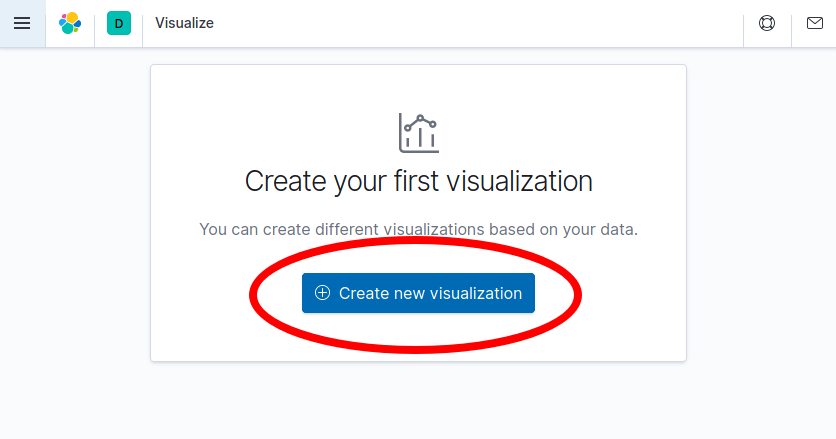 D
Visualize
Create your first visualization
You can create different visualizations based on your data.
Create new visualization